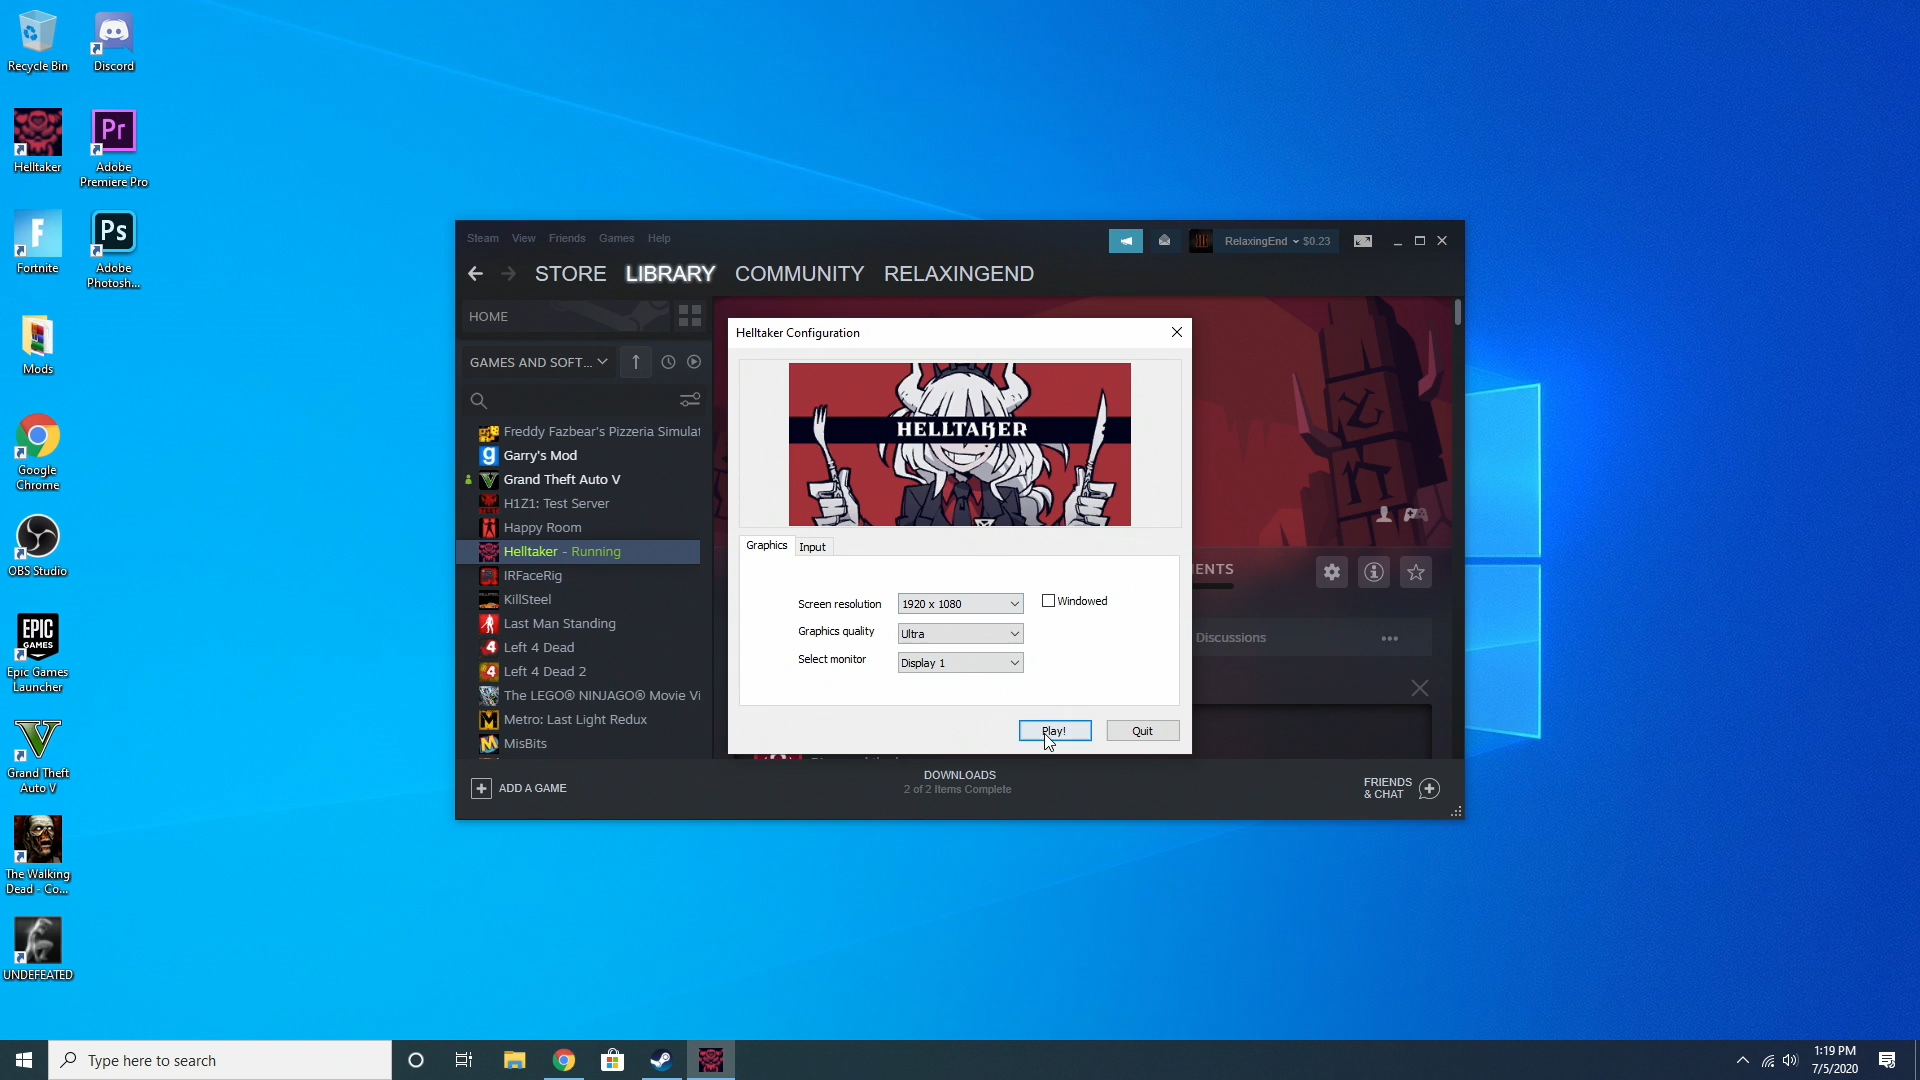 Recycle Bin
Discord
Helltaker
Pr
Adobe
Premiere Pro
F
Fortnite
Ps
Adobe
Photosh...
Mods
Google
Chrome
OBS Studio
EPIC
GAMES
Epic Games
Launcher
V
Grand Theft
Auto V
The Walking
Dead - Co...
UNDEFEATED
Steam View Friends Games Help
RelaxingEnd $0.23
STORE LIBRARY COMMUNITY RELAXINGEND
HOME
GAMES AND SOFT...
Freddy Fazbear's Pizzeria Simulat
Garry's Mod
Grand Theft Auto V
H1Z1: Test Server
Happy Room
Helltaker - Running
IRFaceRig
KillSteel
Last Man Standing
Left 4 Dead
Left 4 Dead 2
The LEGO® NINJAGO® Movie Vi
Metro: Last Light Redux
MisBits
Helltaker Configuration
HELLTAKER
Graphics Input
Screen resolution 1920 x 1080 Windowed
Graphics quality Ultra
Select monitor Display 1
Play! Quit
ENTS
Discussions
ADD A GAME
DOWNLOADS
2 of 2 Items Complete
FRIENDS
& CHAT
Type here to search
1:19 PM
7/5/2020